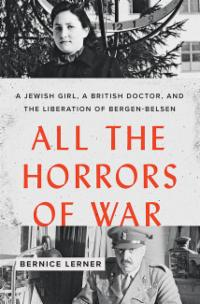 A JEWISH GIRL, A BRITISH DOCTOR, AND
THE LIBERATION OF BERGEN-BELSEN
ALL THE
HORRORS
OF WAR
BERNICE LERNER